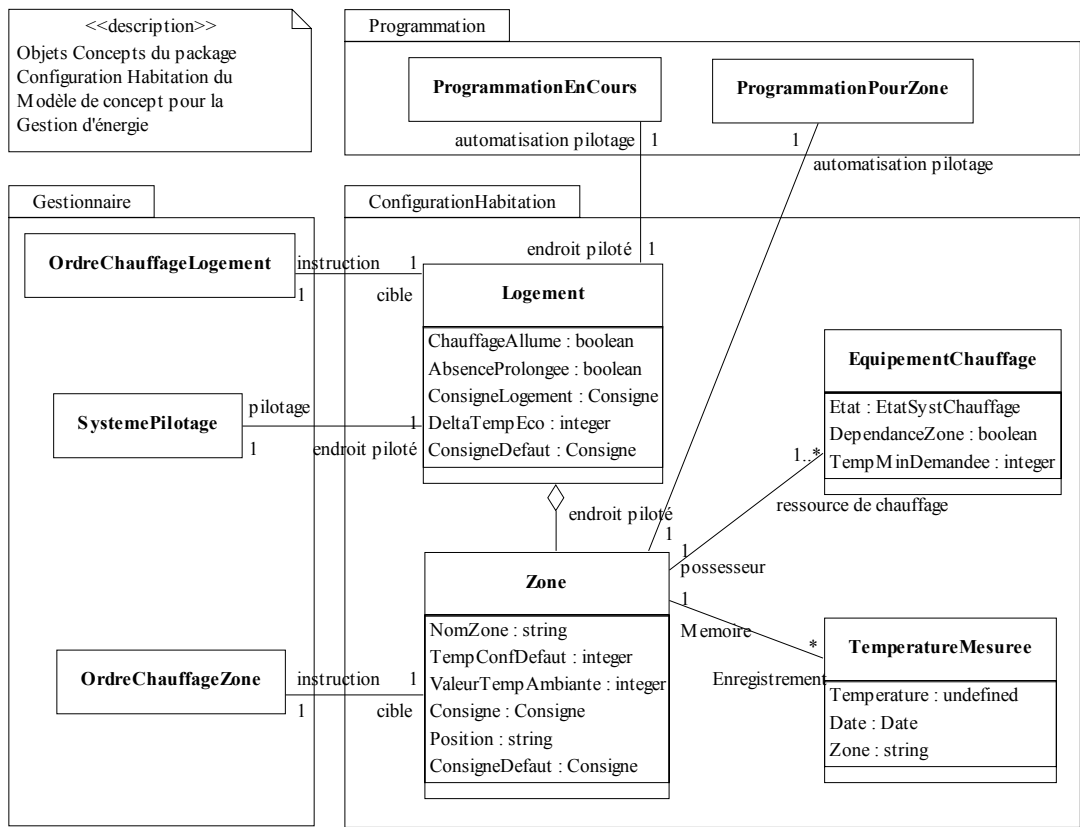 <<description>>
Objets Concepts du package
Configuration Habitation du
Modèle de concept pour la
Gestion d'énergie
Programmation
ProgrammationEnCours
ProgrammationPourZone
automatisation pilotage
1
1
automatisation pilotage
Gestionnaire
ConfigurationHabitation
OrdreChauffageLogement
instruction
1
1
cible
endroit piloté
1
Logement
ChauffageAllume : boolean
AbsenceProlongee : boolean
ConsigneLogement : Consigne
DeltaTempEco : integer
ConsigneDefaut : Consigne
SystemePilotage
pilotage
1
1
endroit piloté
EquipementChauffage
Etat : EtatSystChauffage
DependanceZone : boolean
TempMinDemandee : integer
1..*
ressource de chauffage
endroit piloté
1
1
possesseur
Zone
NomZone : string
TempConfDefaut : integer
ValeurTempAmbiante : integer
Consigne : Consigne
Position : string
ConsigneDefaut : Consigne
1
Memoire
*
Enregistrement
OrdreChauffageZone
instruction
1
1
cible
TemperatureMesuree
Temperature : undefined
Date : Date
Zone : string